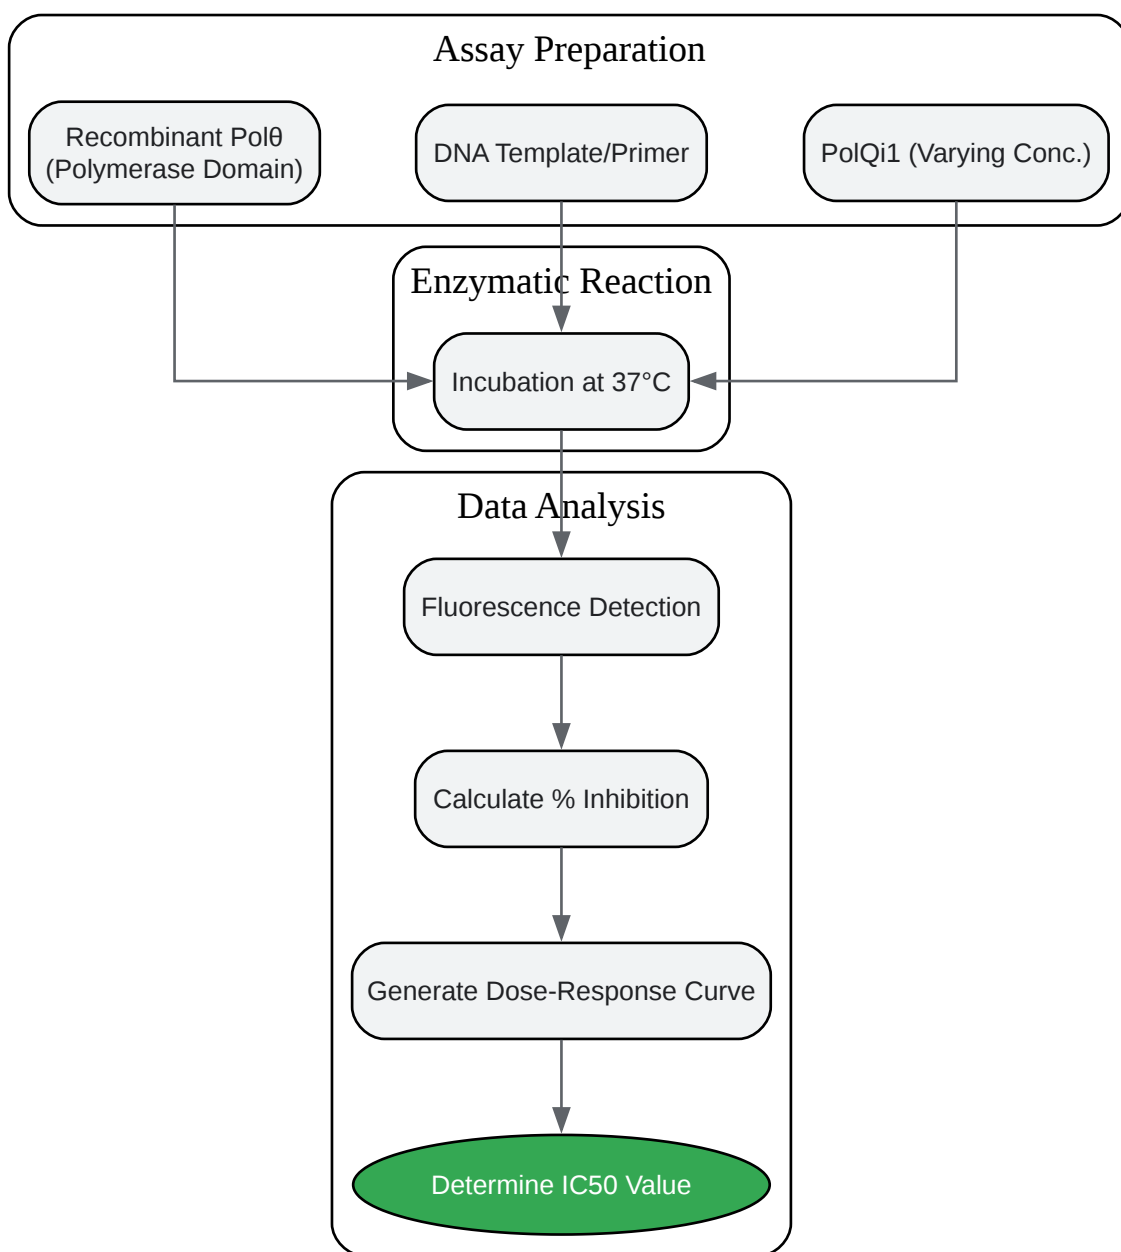 Assay Preparation
Recombinant Polθ
(Polymerase Domain)
DNA Template/Primer
PolQi1 (Varying Conc.)
Enzymatic Reaction
Incubation at 37°C
Data Analysis
Fluorescence Detection
Calculate % Inhibition
Generate Dose-Response Curve
Determine IC50 Value